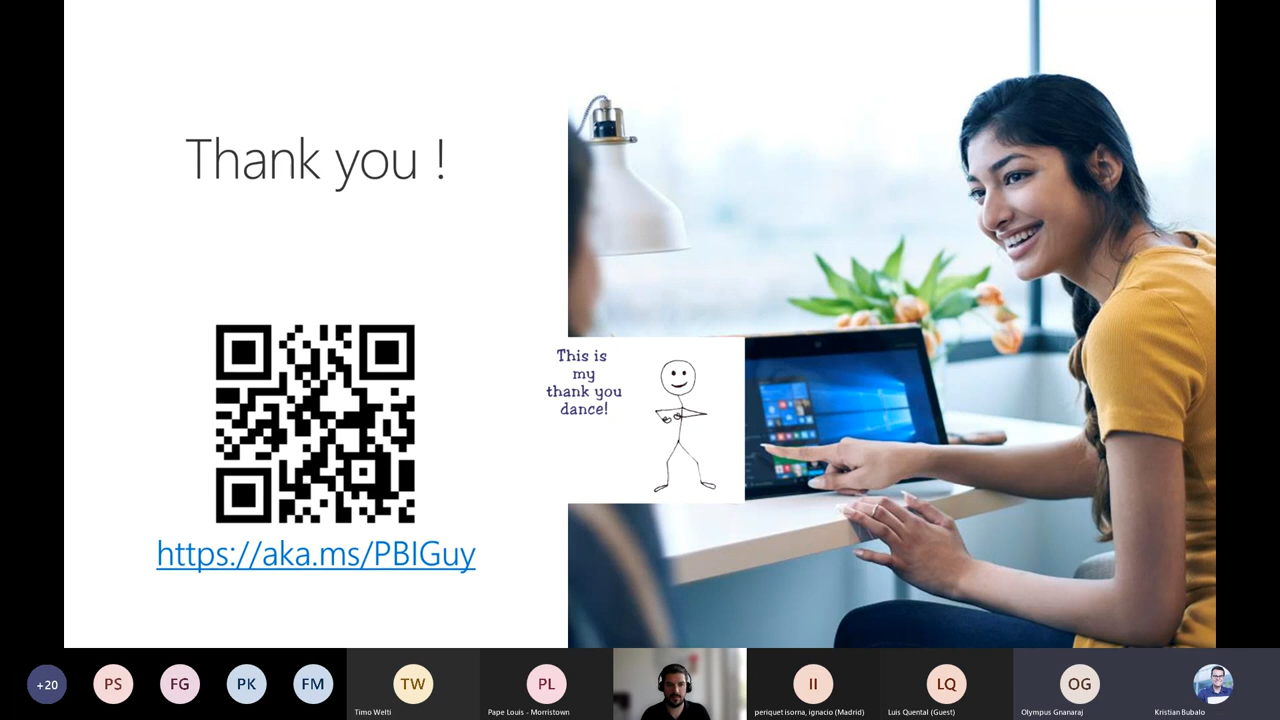 Thank you !
This is
my
thank you
dance!
https://aka.ms/PBIGuy
+20
PS
FG
PK
FM
TW
PL
II
LQ
OG
Timo Welti
Pape Louis - Morristown
periquet isorna, ignacio (Madrid)
Luis Quental (Guest)
Olympus Gnanaraj
Kristian Bubalo